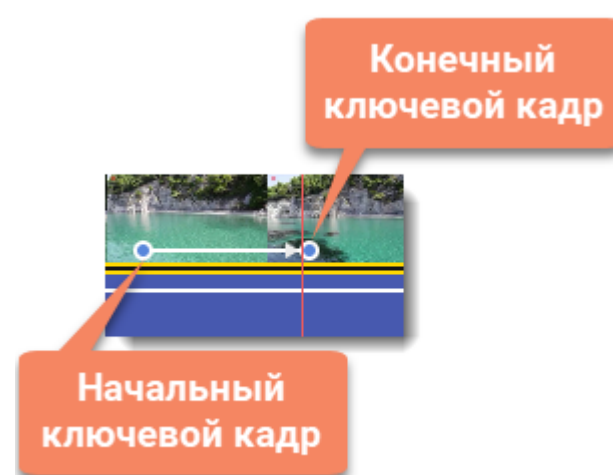 Конечный
ключевой кадр
Начальный
ключевой кадр